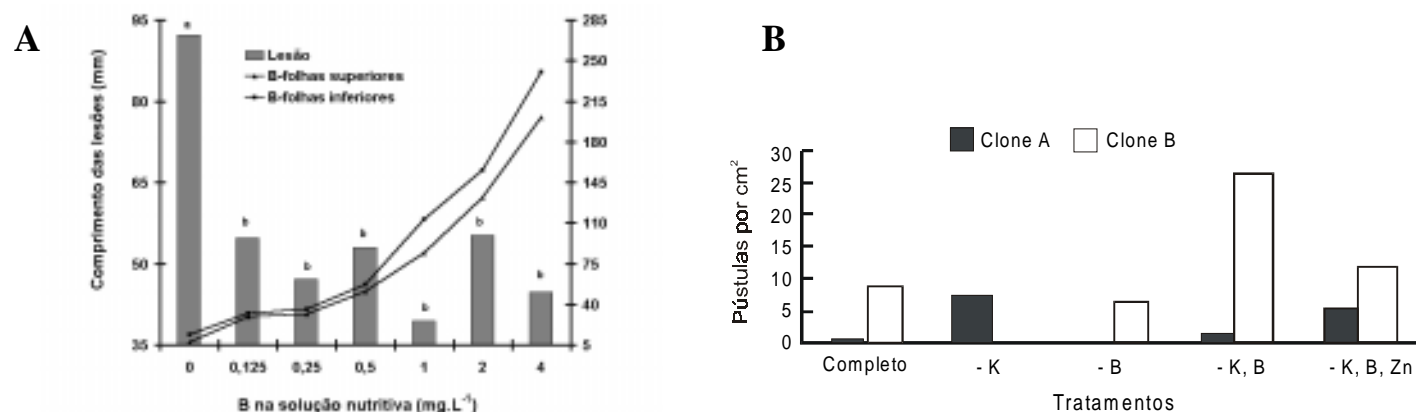 A
95
80
65
50
35
Comprimento das lesões (mm)
a
b
b
b
b
b
b
Lesão
B-folhas superiores
B-folhas inferiores
285
250
215
180
145
110
75
40
5
0 0,125 0,25 0,5 1 2 4
B na solução nutritiva (mg.L⁻¹)
B
Clone A Clone B
30
25
20
15
10
5
0
Pústulas por cm²
Completo - K - B - K, B - K, B, Zn
Tratamentos